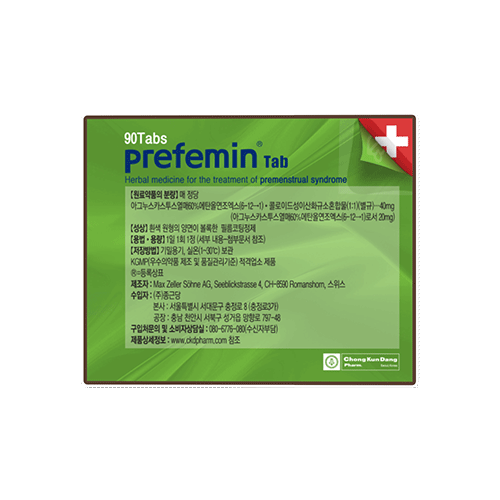 90Tabs
prefemin® Tab
Herbal medicine for the treatment of premenstrual syndrome
【원료약품의 분량】 매 정당
아그누스카스투스열매60%에탄올연조엑스(6~12→1)·콜로이드성이산화규소혼합물(1:1)(별규)···40mg
(아그누스카스투스열매60%에탄올연조엑스(6~12→1)로서 20mg)
【성상】 흰색 원형의 양면이 볼록한 필름코팅정제
【용법·용량】 1일 1회 1정 (세부 내용-첨부문서 참조)
【저장방법】 기밀용기, 실온(1~30℃) 보관
KGMP(우수의약품 제조 및 품질관리기준) 적격업소 제품
®=등록상표
제조자 : Max Zeller Söhne AG, Seeblickstrasse 4, CH-8590 Romanshorn, 스위스
수입자 : (주)종근당
본사 : 서울특별시 서대문구 충정로 8 (충정로3가)
공장 : 충남 천안시 서북구 성거읍 망향로 797-48
구입처문의 및 소비자상담실 : 080-6776-080(수신자부담)
제품상세정보 : www.ckdpharm.com 참조
Chong Kun Dang
Pharm